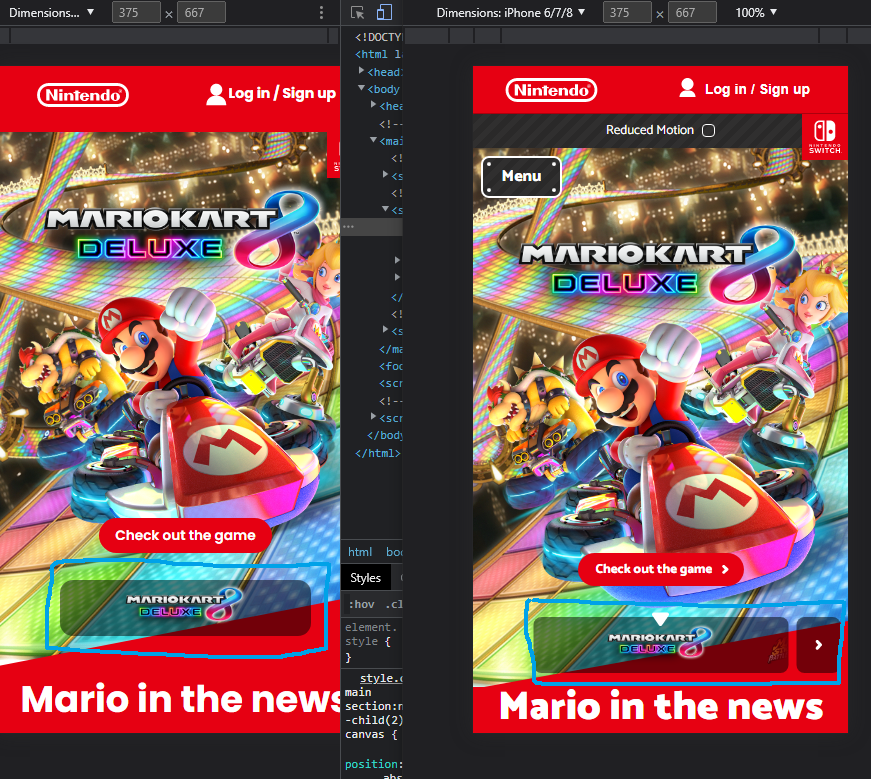 Dimensions... ▼ 375 × 667
Dimensions: iPhone 6/7/8 ▼ 375 × 667 100% ▼
Nintendo®
Log in / Sign up
MARIOKART 8
DELUXE
Check out the game
MARIOKART 8
DELUXE
Mario in the news
<!DOCTY
<html l
<head
<body
<he
<!--
<ma
<!
<s
<!
<s
...
</
<!
<s
</ma
<foo
<scr
<!--
<scr
</body
</html>
html bo
Styles
:hov .cl
element.
style {
}
style.c
main
section:n
-child(2)
canvas {
position:
abs
Nintendo®
Log in / Sign up
Reduced Motion
NINTENDO
SWITCH
Menu
MARIOKART 8
DELUXE
Check out the game
MARIOKART 8
DELUXE
Mario in the news